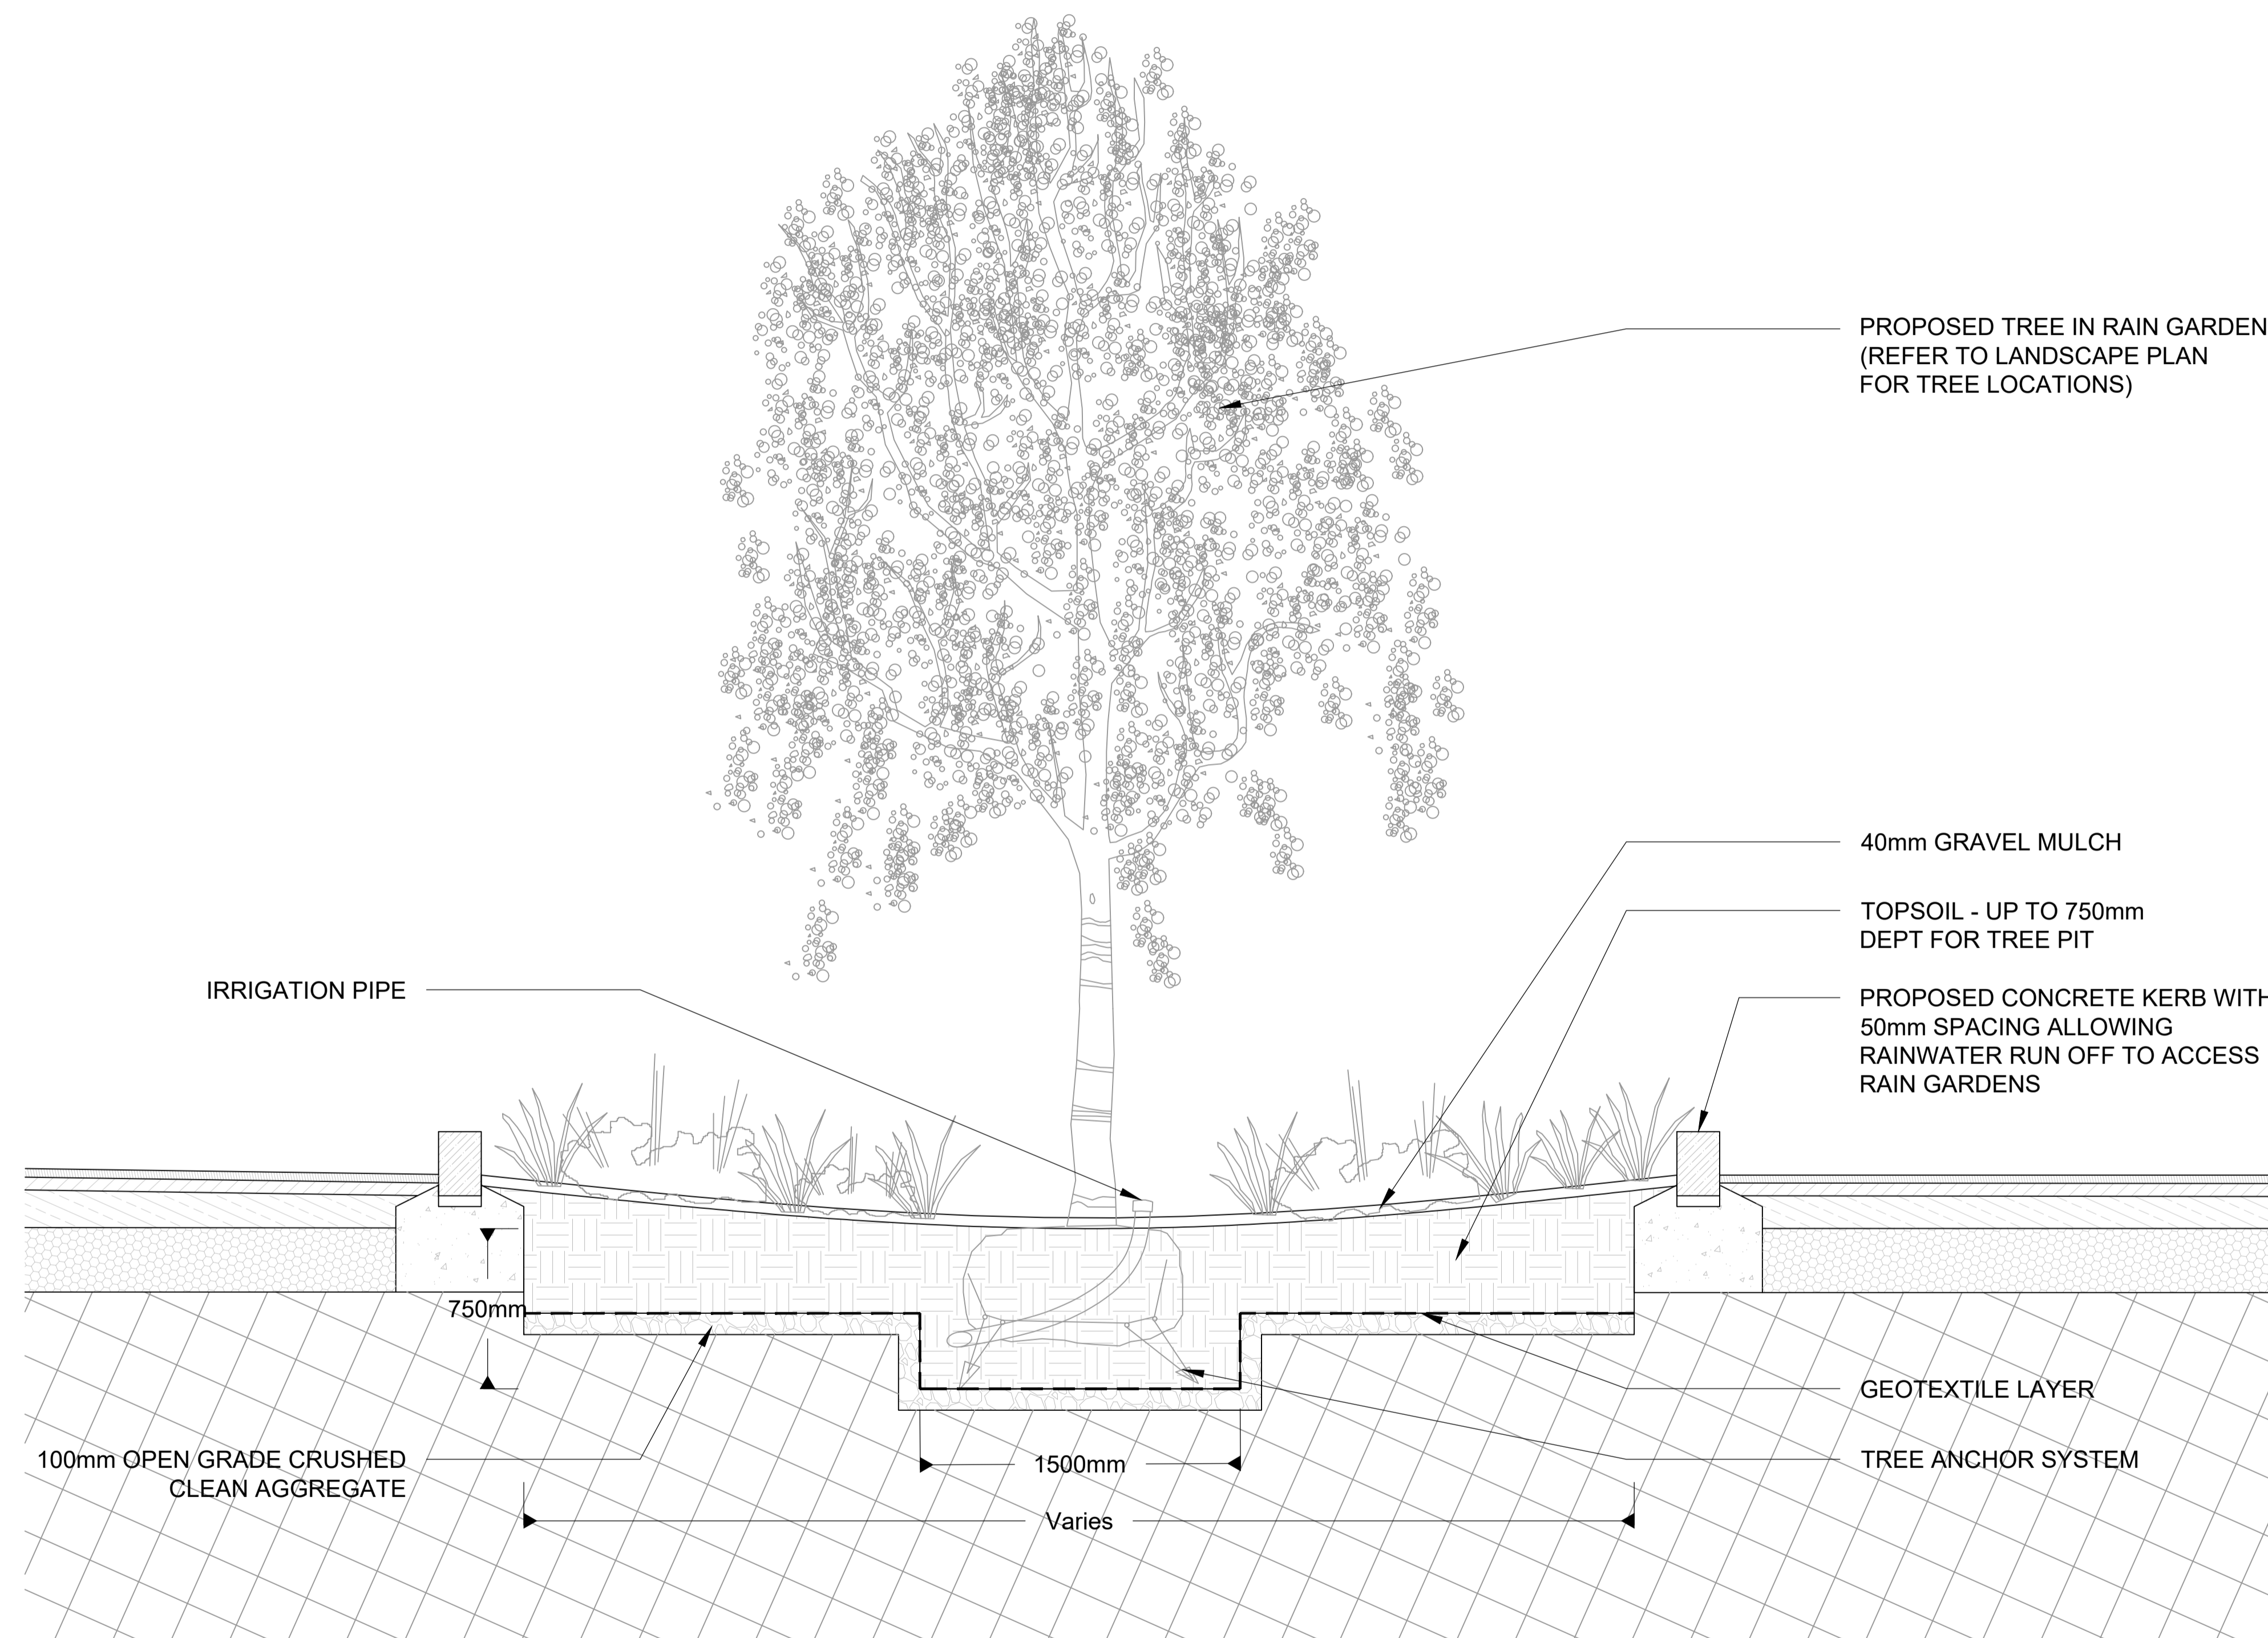 PROPOSED TREE IN RAIN GARDEN
(REFER TO LANDSCAPE PLAN
FOR TREE LOCATIONS)
40mm GRAVEL MULCH
TOPSOIL - UP TO 750mm
DEPT FOR TREE PIT
IRRIGATION PIPE
PROPOSED CONCRETE KERB WITH
50mm SPACING ALLOWING
RAINWATER RUN OFF TO ACCESS
RAIN GARDENS
750mm
GEOTEXTILE LAYER
100mm OPEN GRADE CRUSHED
CLEAN AGGREGATE
1500mm
TREE ANCHOR SYSTEM
Varies